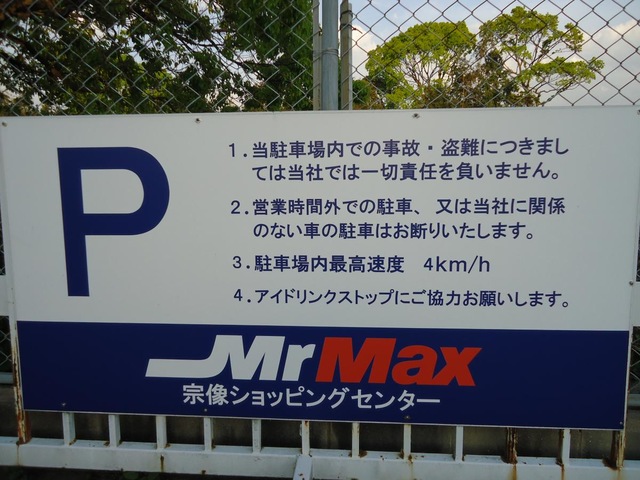 P
1.当駐車場内での事故・盗難につきまし
ては当社では一切責任を負いません。
2.営業時間外での駐車、又は当社に関係
のない車の駐車はお断りいたします。
3.駐車場内最高速度 4km/h
4.アイドリンクストップにご協力お願いします。
MrMax
宗像ショッピングセンター